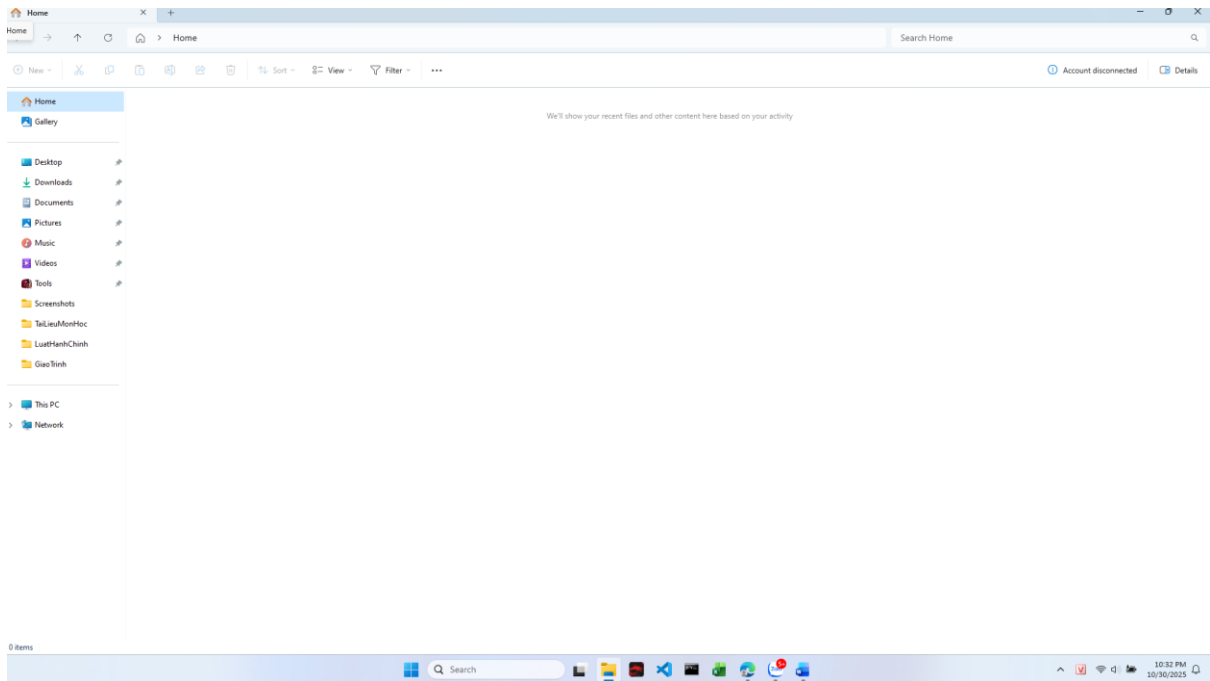 Home
Home
Home
Search Home
New
Sort
View
Filter
Account disconnected
Details
Home
Gallery
We'll show your recent files and other content here based on your activity
Desktop
Downloads
Documents
Pictures
Music
Videos
Tools
Screenshots
TaiLieuMonHoc
LuatHanhChinh
GiaoTrinh
This PC
Network
0 items
Search
5+
V
10:32 PM
10/30/2025